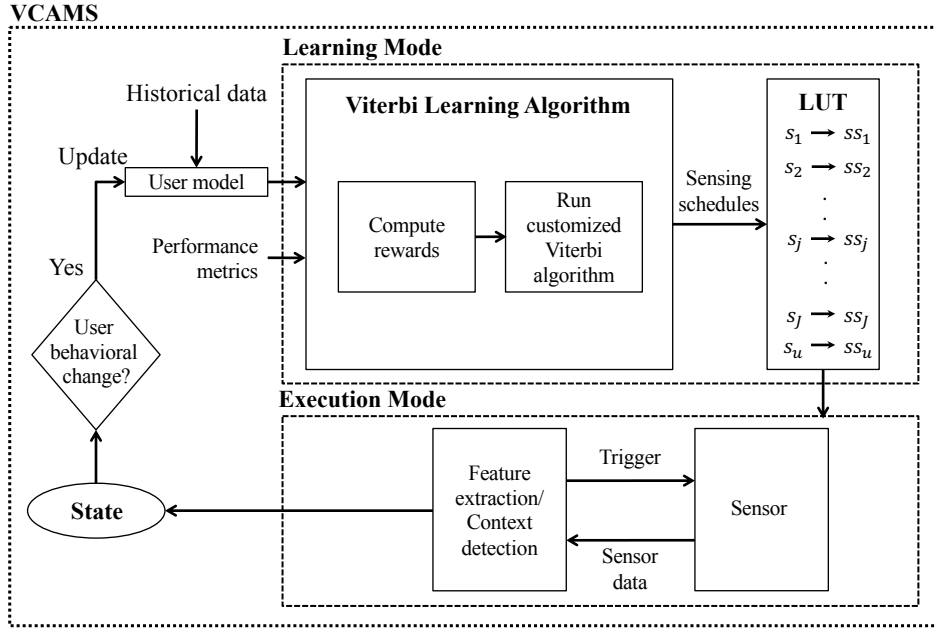 VCAMS
Learning Mode
Historical data
Update
User model
Performance
metrics
Yes
User
behavioral
change?
State
Viterbi Learning Algorithm
Compute
rewards
Run
customized
Viterbi
algorithm
Sensing
schedules
LUT
s₁ → ss₁
s₂ → ss₂
.
.
sⱼ → ssⱼ
.
.
s_J → ss_J
sᵤ → ssᵤ
Execution Mode
Feature
extraction/
Context
detection
Trigger
Sensor
data
Sensor